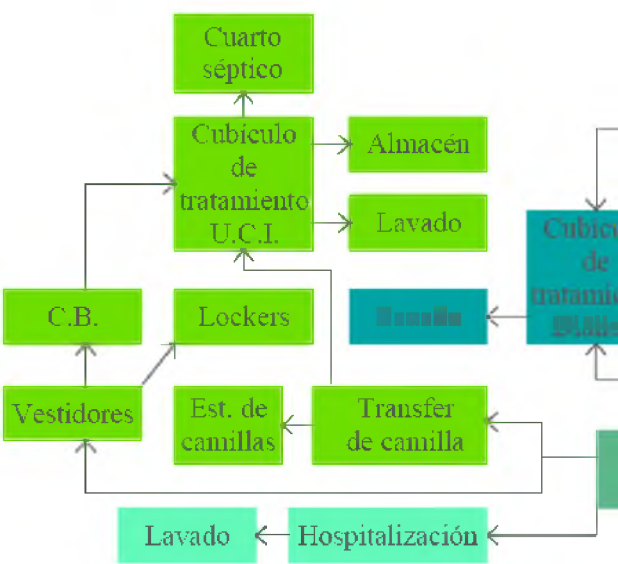 Cuarto
séptico
Cubículo
de
tratamiento
U.C.I.
Almacén
Lavado
C.B.
Lockers
Vestidores
Est. de
camillas
Transfer
de camilla
Lavado
Hospitalización
de